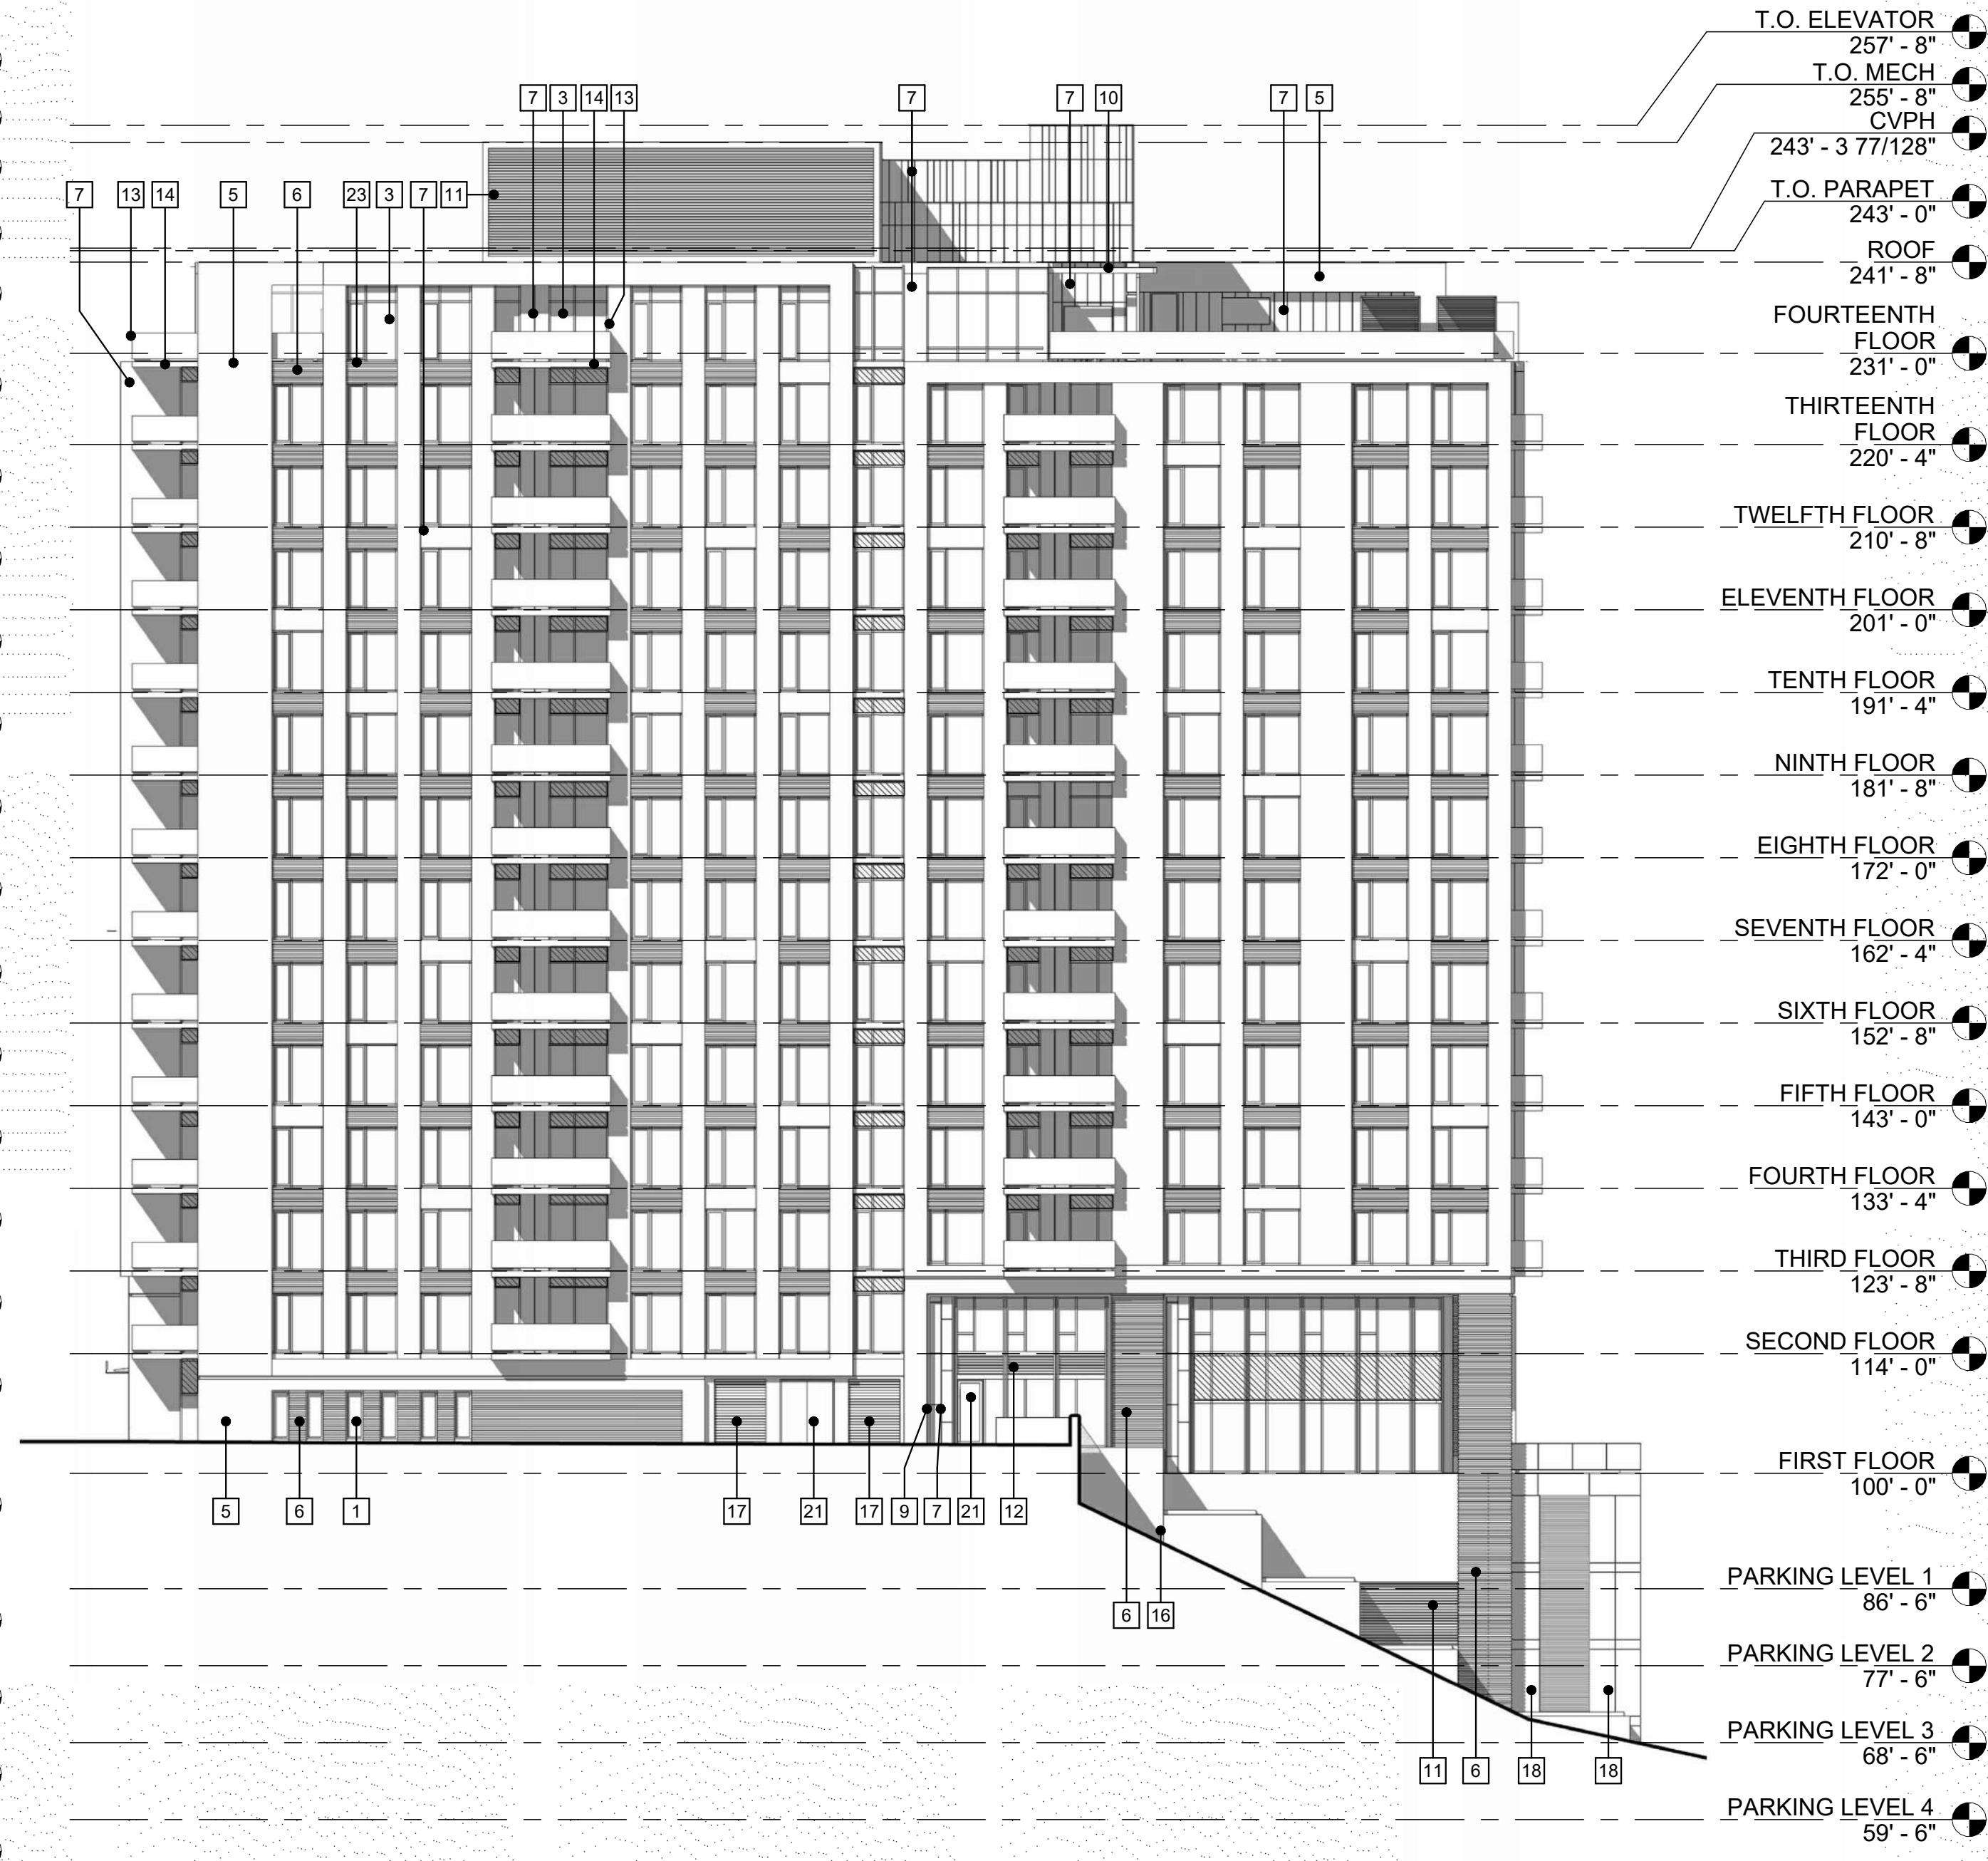 T.O. ELEVATOR
257' - 8"
T.O. MECH
255' - 8"
CVPH
243' - 3 77/128"
T.O. PARAPET
243' - 0"
ROOF
241' - 8"
FOURTEENTH
FLOOR
231' - 0"
THIRTEENTH
FLOOR
220' - 4"
TWELFTH FLOOR
210' - 8"
ELEVENTH FLOOR
201' - 0"
TENTH FLOOR
191' - 4"
NINTH FLOOR
181' - 8"
EIGHTH FLOOR
172' - 0"
SEVENTH FLOOR
162' - 4"
SIXTH FLOOR
152' - 8"
FIFTH FLOOR
143' - 0"
FOURTH FLOOR
133' - 4"
THIRD FLOOR
123' - 8"
SECOND FLOOR
114' - 0"
FIRST FLOOR
100' - 0"
PARKING LEVEL 1
86' - 6"
PARKING LEVEL 2
77' - 6"
PARKING LEVEL 3
68' - 6"
PARKING LEVEL 4
59' - 6"
7 3 14 13 7 7 10 7 5
7 13 14 5 6 23 3 7 11
5 6 1 17 21 17 9 7 21 12
6 16
11 6 18 18